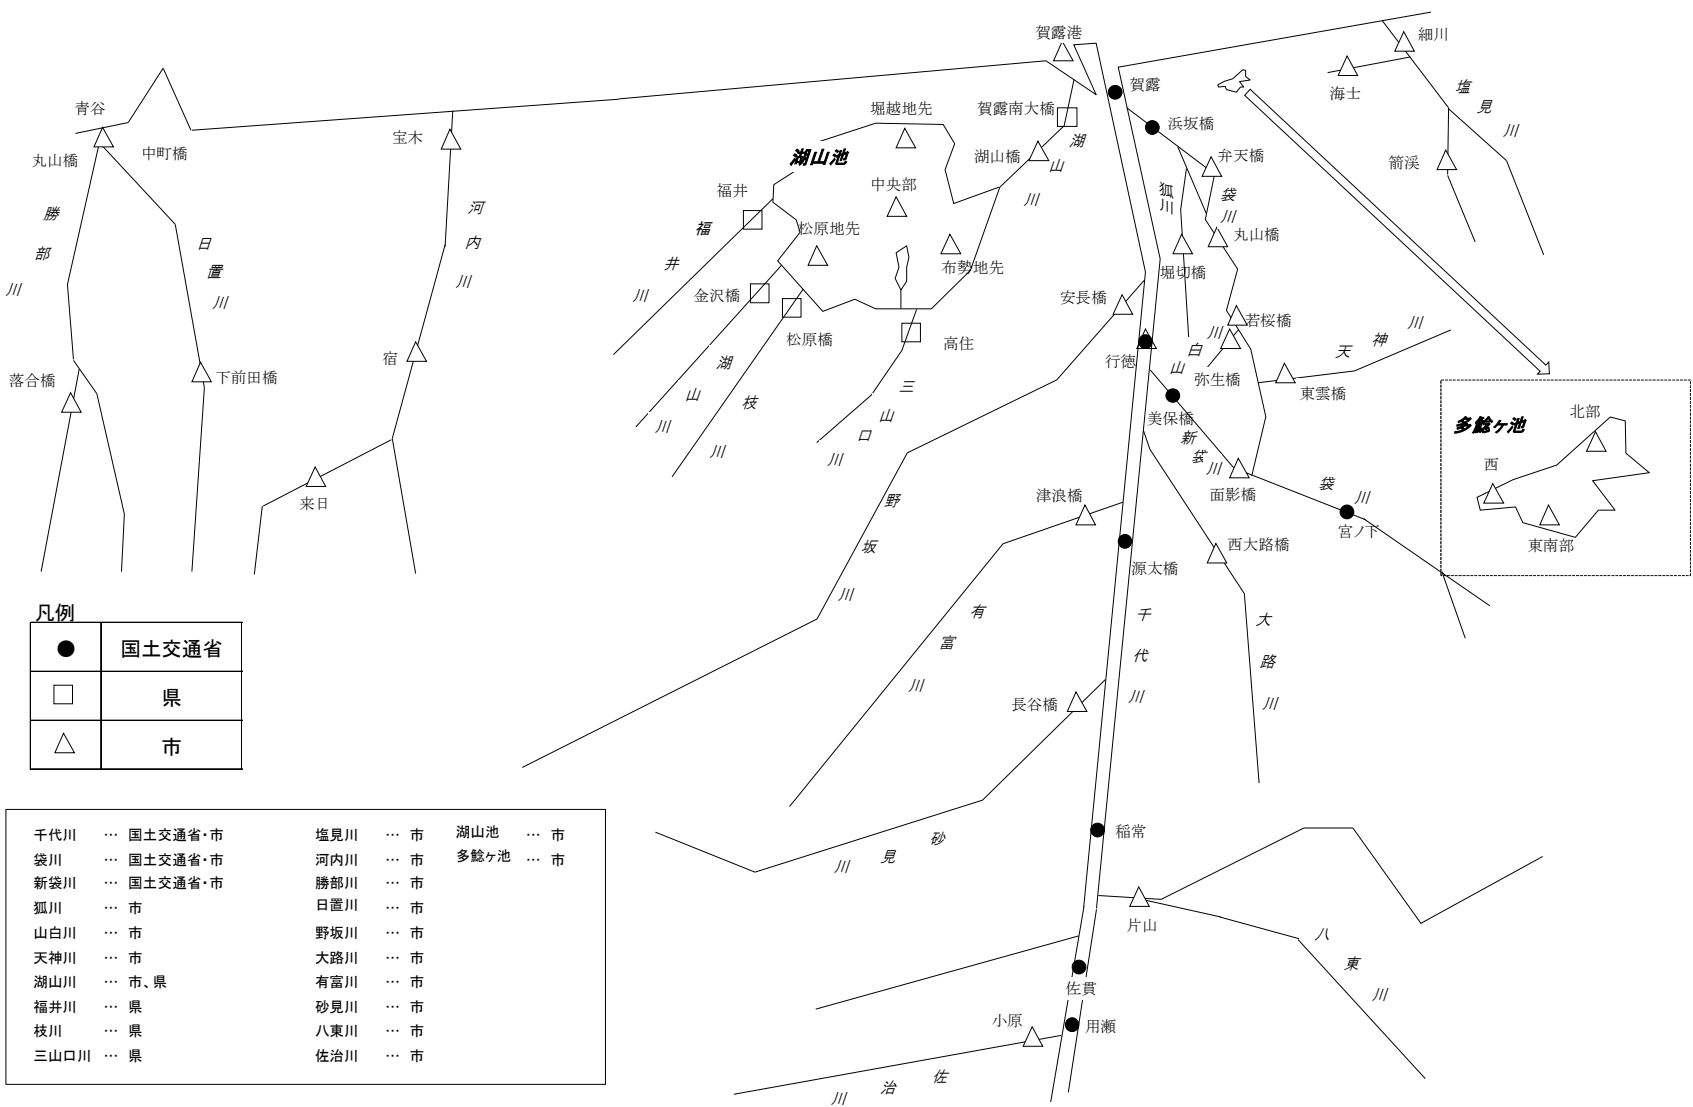 賀露港
細川
賀露
海士
塩見川
青谷
丸山橋
中町橋
宝木
堀越地先
賀露南大橋
浜坂橋
湖山池
湖山橋
湖山川
弁天橋
箭渓
福井
中央部
狐川
袋川
勝部川
日置川
河内川
福井川
松原地先
布勢地先
丸山橋
堀切橋
金沢橋
松原橋
安長橋
若桜橋
天神川
高住
行徳
山白川
弥生橋
東雲橋
宿
下前田橋
落合橋
湖山川
枝川
三山口川
美保橋
新袋川
多鯰ヶ池
北部
西
東南部
来日
津浪橋
面影橋
袋川
宮ノ下
野坂川
源太橋
西大路橋
有富川
千代川
大路川
長谷橋
凡例
● 国土交通省
□ 県
△ 市
稲常
砂見川
片山
八東川
佐貫
小原
用瀬
佐治川
千代川 … 国土交通省・市
袋川 … 国土交通省・市
新袋川 … 国土交通省・市
狐川 … 市
山白川 … 市
天神川 … 市
湖山川 … 市、県
福井川 … 県
枝川 … 県
三山口川 … 県
塩見川 … 市
河内川 … 市
勝部川 … 市
日置川 … 市
野坂川 … 市
大路川 … 市
有富川 … 市
砂見川 … 市
八東川 … 市
佐治川 … 市
湖山池 … 市
多鯰ヶ池 … 市